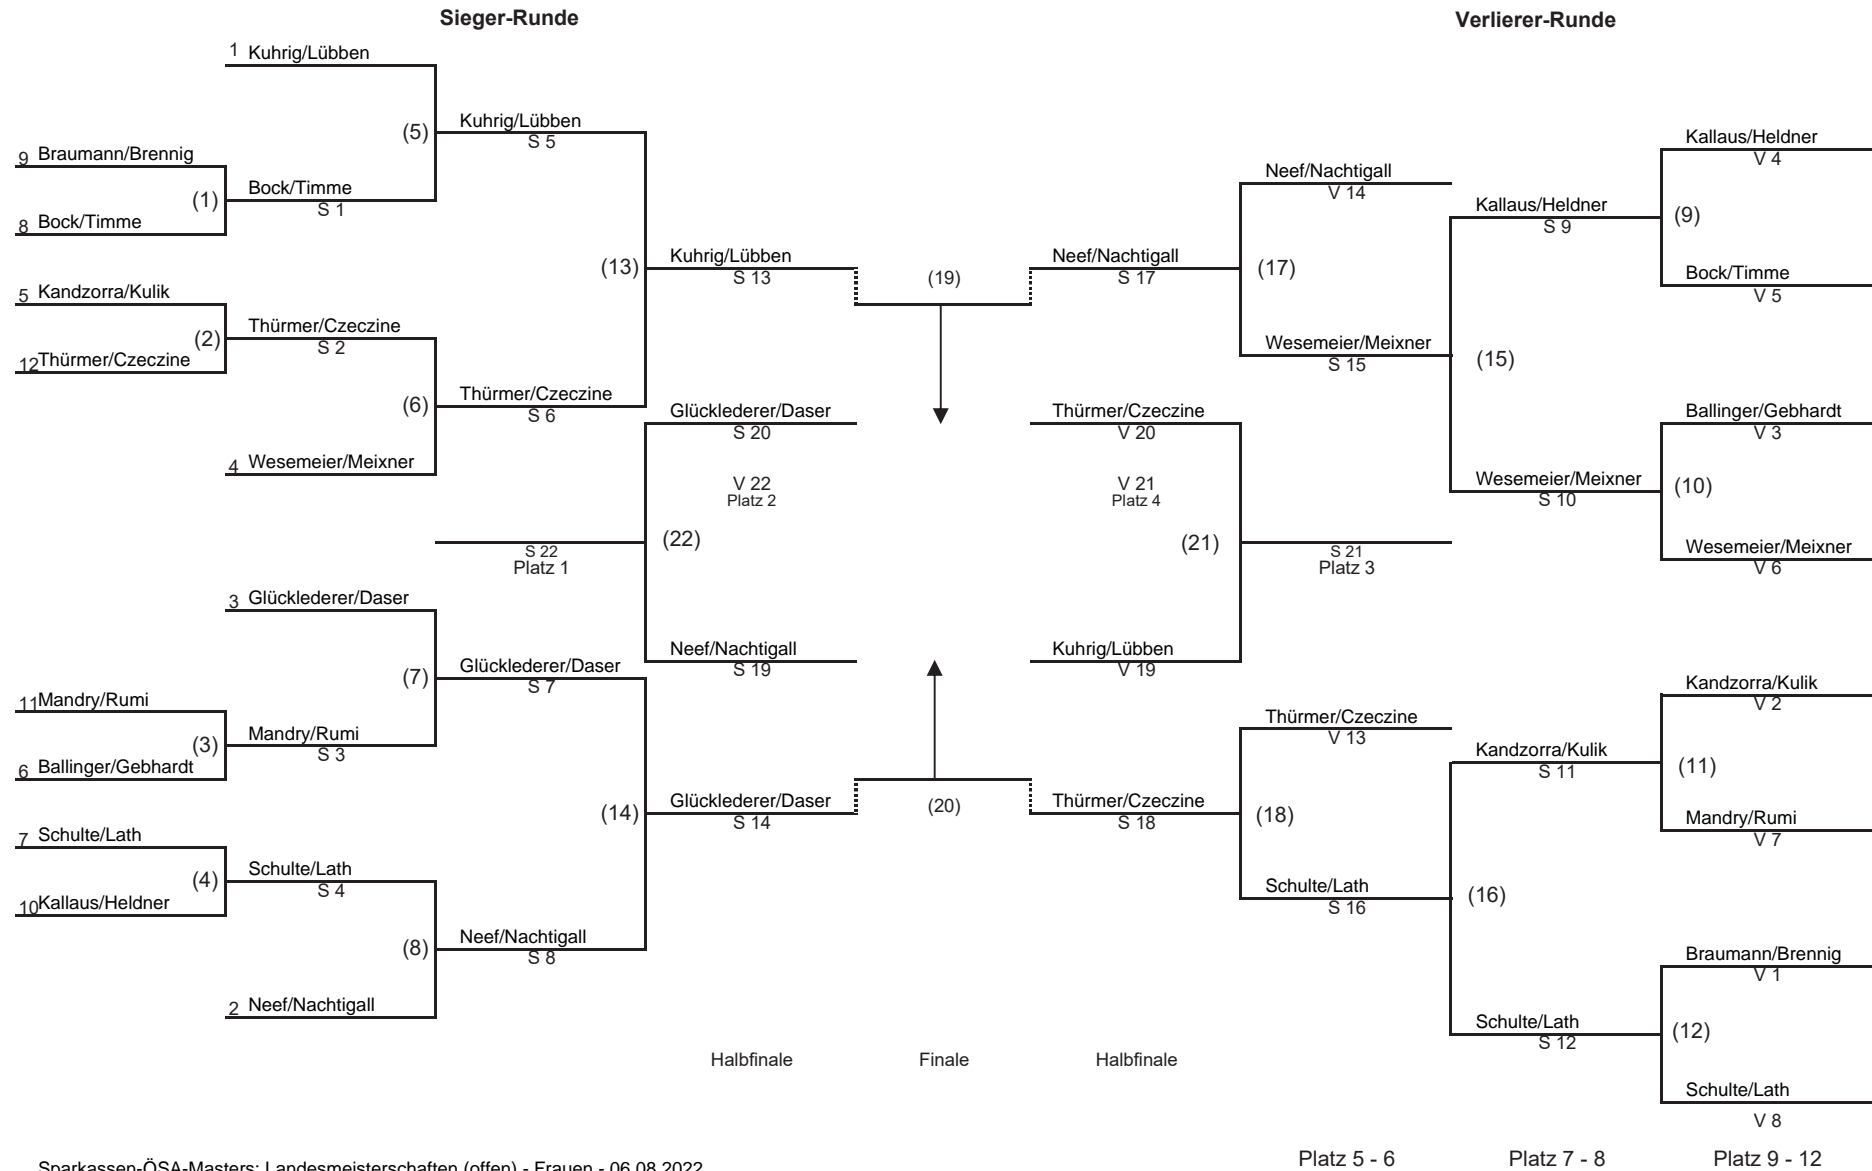 Sieger-Runde
Verlierer-Runde
1 Kuhrig/Lübben
(5)
Kuhrig/Lübben
S 5
9 Braumann/Brennig
(1)
Bock/Timme
S 1
8 Bock/Timme
(13)
Kuhrig/Lübben
S 13
5 Kandzorra/Kulik
(2)
Thürmer/Czeczine
S 2
12 Thürmer/Czeczine
(6)
Thürmer/Czeczine
S 6
4 Wesemeier/Meixner
Glücklederer/Daser
S 20
V 22
Platz 2
(22)
S 22
Platz 1
3 Glücklederer/Daser
(7)
Glücklederer/Daser
S 7
Neef/Nachtigall
S 19
11 Mandry/Rumi
(3)
Mandry/Rumi
S 3
6 Ballinger/Gebhardt
(14)
Glücklederer/Daser
S 14
7 Schulte/Lath
(4)
Schulte/Lath
S 4
10 Kallaus/Heldner
(8)
Neef/Nachtigall
S 8
2 Neef/Nachtigall
(19)
(20)
Neef/Nachtigall
S 17
(17)
Neef/Nachtigall
V 14
Wesemeier/Meixner
S 15
(15)
Kallaus/Heldner
S 9
(9)
Kallaus/Heldner
V 4
Bock/Timme
V 5
Thürmer/Czeczine
V 20
V 21
Platz 4
(21)
S 21
Platz 3
Kuhrig/Lübben
V 19
Wesemeier/Meixner
S 10
(10)
Ballinger/Gebhardt
V 3
Wesemeier/Meixner
V 6
Thürmer/Czeczine
V 13
Thürmer/Czeczine
S 18
(18)
Schulte/Lath
S 16
(16)
Kandzorra/Kulik
S 11
(11)
Kandzorra/Kulik
V 2
Mandry/Rumi
V 7
Schulte/Lath
S 12
(12)
Braumann/Brennig
V 1
Schulte/Lath
V 8
Halbfinale
Finale
Halbfinale
Platz 5 - 6
Platz 7 - 8
Platz 9 - 12
Sparkassen-ÖSA-Masters: Landesmeisterschaften (offen) - Frauen - 06.08.2022